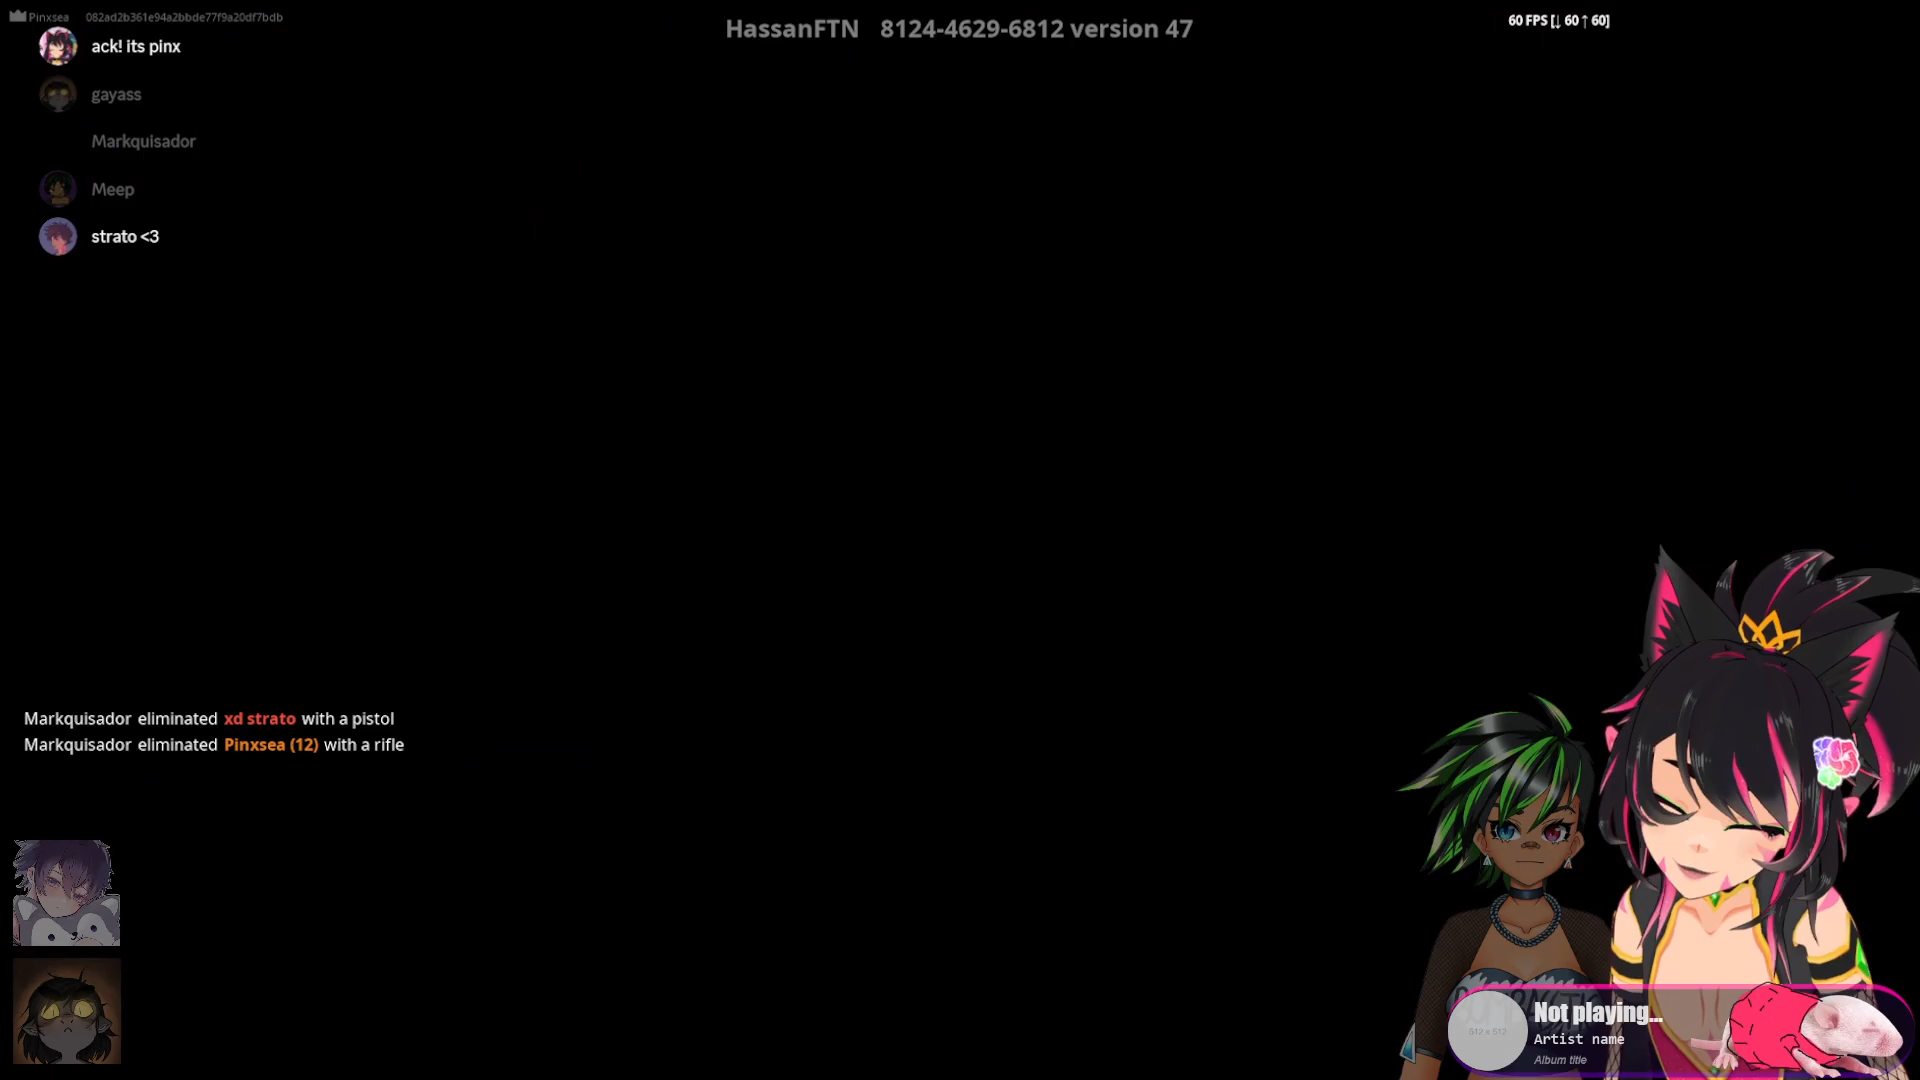 Pinxsea 082ad2b361e94a2bbde77f9a20df7bdb
HassanFTN 8124-4629-6812 version 47
60 FPS [↓ 60 ↑ 60]
ack! its pinx
gayass
Markquisador
Meep
strato <3
Markquisador eliminated xd strato with a pistol
Markquisador eliminated Pinxsea (12) with a rifle
512 x 512
Not playing...
Artist name
Album title